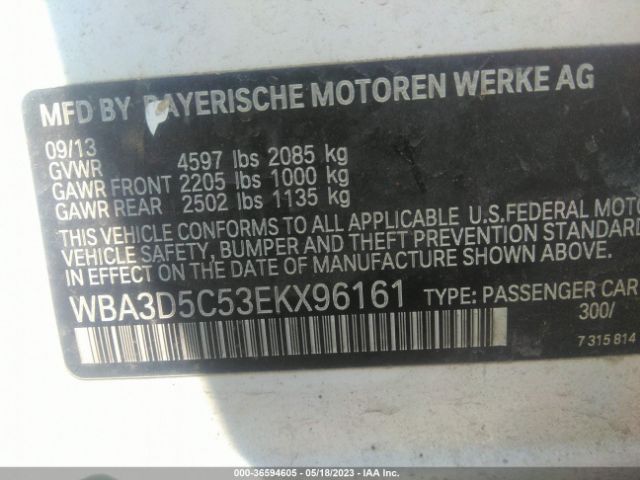 MFD BY BAYERISCHE MOTOREN WERKE AG
09/13
GVWR 4597 lbs 2085 kg
GAWR FRONT 2205 lbs 1000 kg
GAWR REAR 2502 lbs 1135 kg
THIS VEHICLE CONFORMS TO ALL APPLICABLE U.S.FEDERAL MOTO
VEHICLE SAFETY, BUMPER AND THEFT PREVENTION STANDARD
IN EFFECT ON THE DATE OF MANUFACTURE SHOWN ABOVE.
WBA3D5C53EKX96161 TYPE: PASSENGER CAR
300/
7 315 814
000-36594605 - 05/18/2023 - IAA Inc.